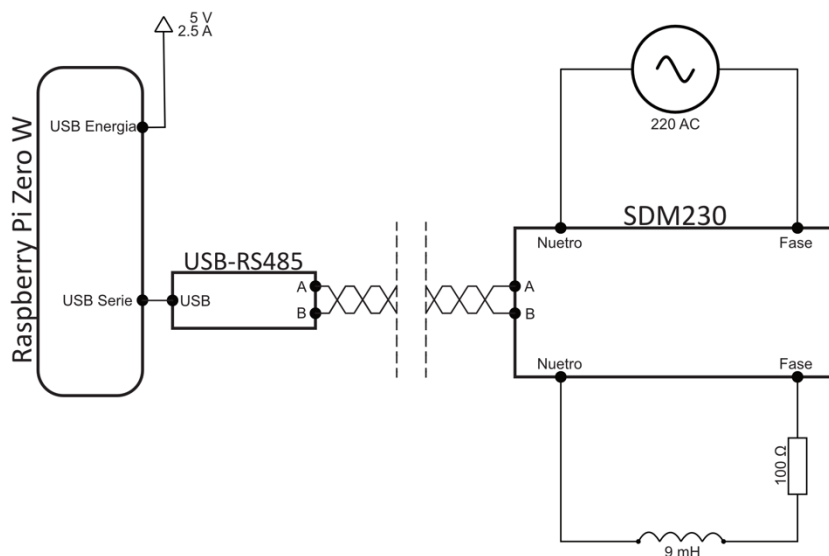 5 V
2.5 A
Raspberry Pi Zero W
USB Energia
USB Serie
USB-RS485
USB
A
B
220 AC
SDM230
Nuetro
Fase
A
B
Nuetro
Fase
100 Ω
9 mH